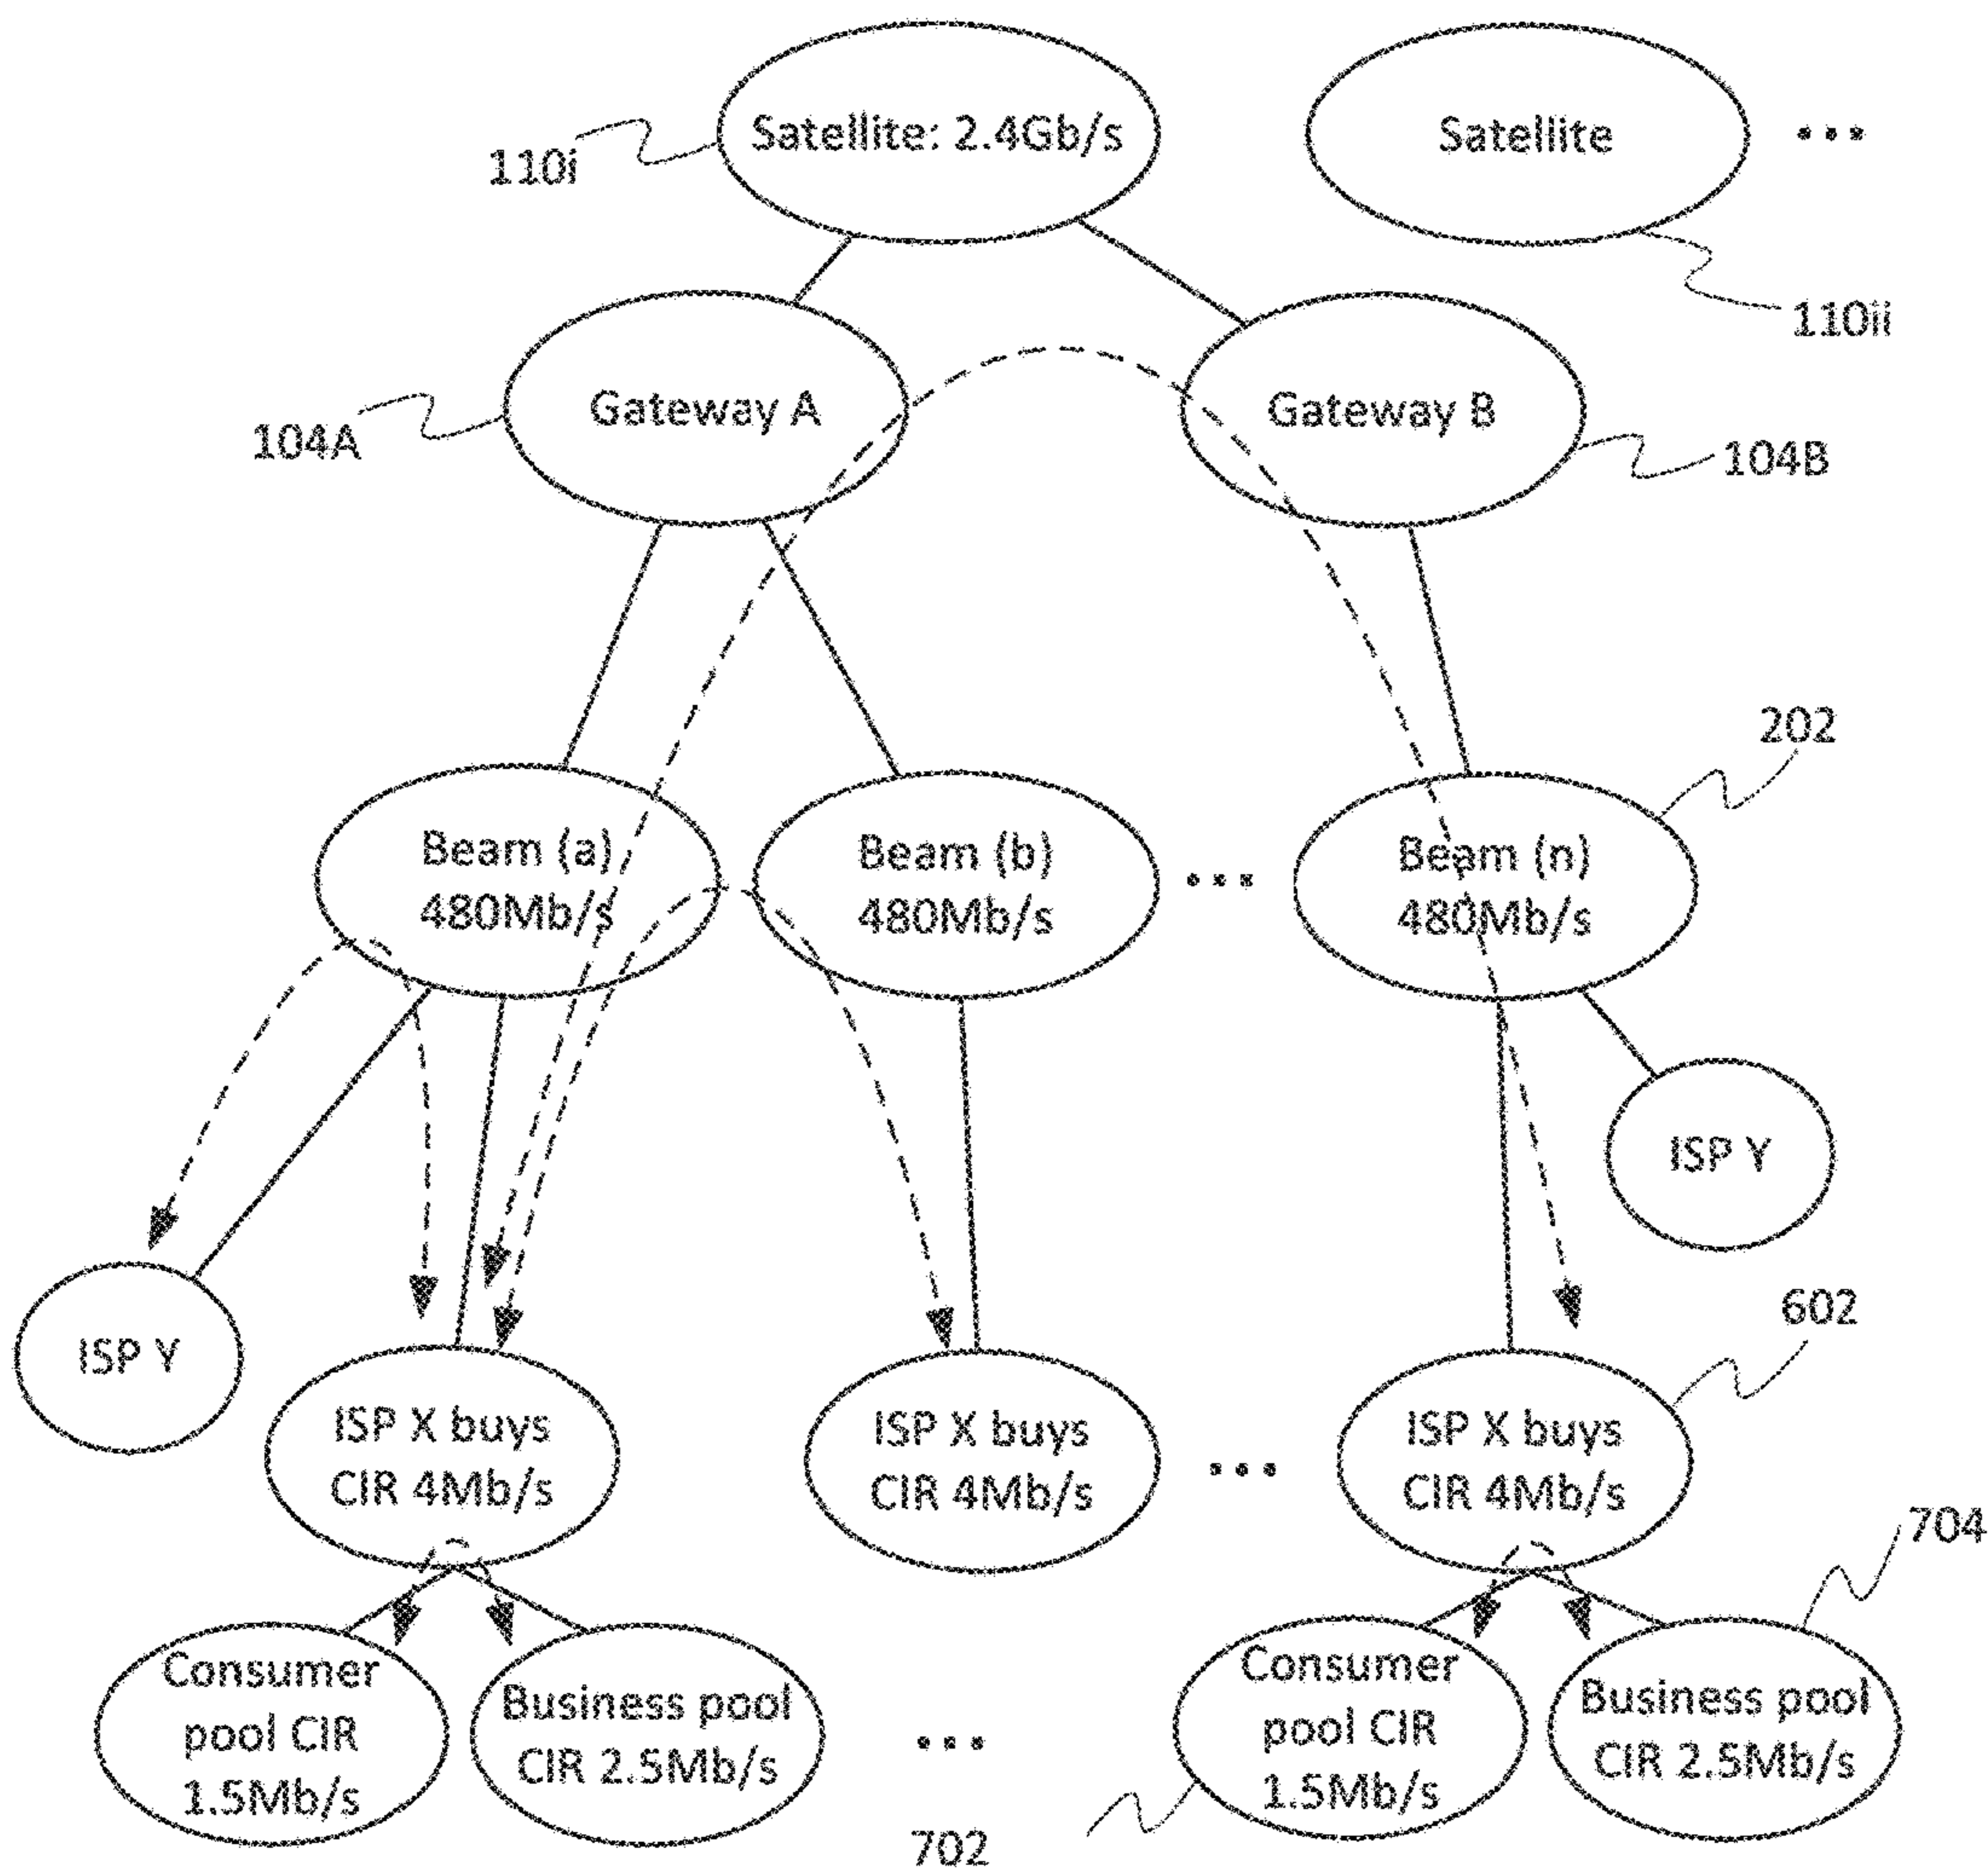 Satellite: 2.4Gb/s
Satellite
...
110i
110ii
Gateway A
Gateway B
104A
104B
202
Beam (a)
480Mb/s
Beam (b)
480Mb/s
...
Beam (n)
480Mb/s
ISP Y
ISP Y
602
ISP X buys
CIR 4Mb/s
ISP X buys
CIR 4Mb/s
...
ISP X buys
CIR 4Mb/s
704
Consumer
pool CIR
1.5Mb/s
Business pool
CIR 2.5Mb/s
...
Consumer
pool CIR
1.5Mb/s
Business pool
CIR 2.5Mb/s
702